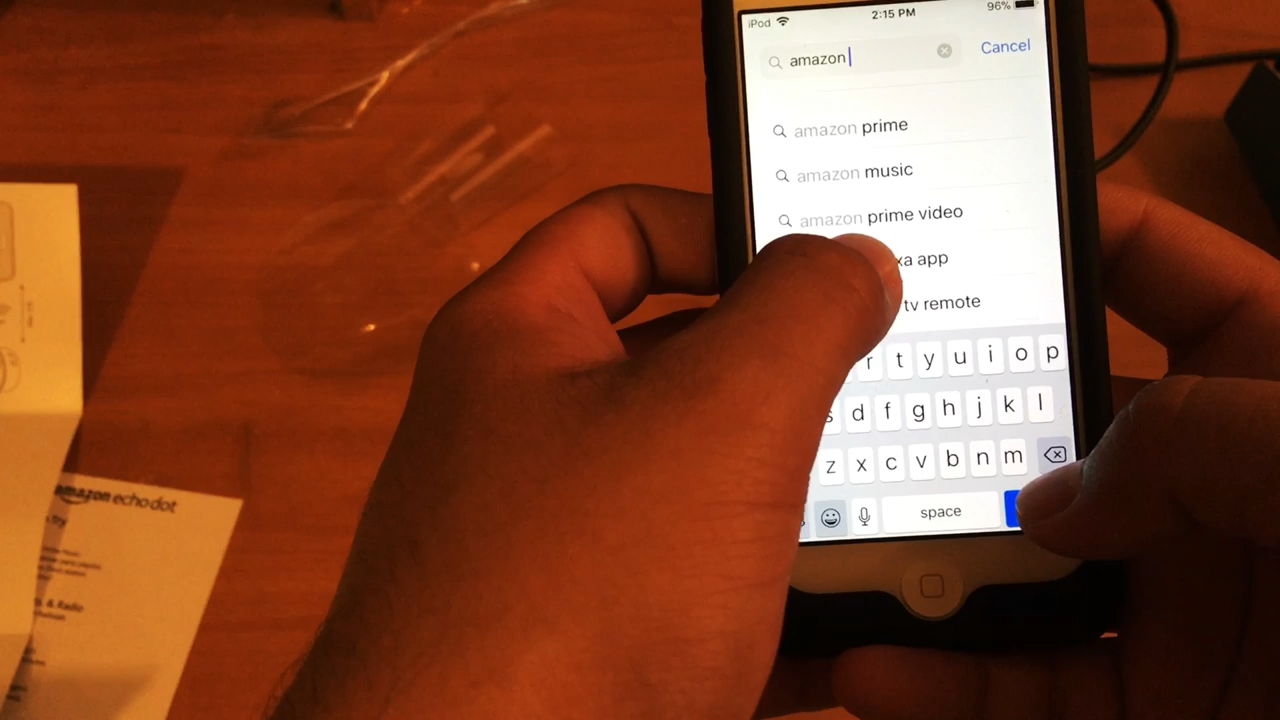 iPod 2:15 PM 96%
amazon Cancel
amazon prime
amazon music
amazon prime video
app
tv remote
r t y u i o p
s d f g h j k l
z x c v b n m
space
amazon echo dot
& Radio